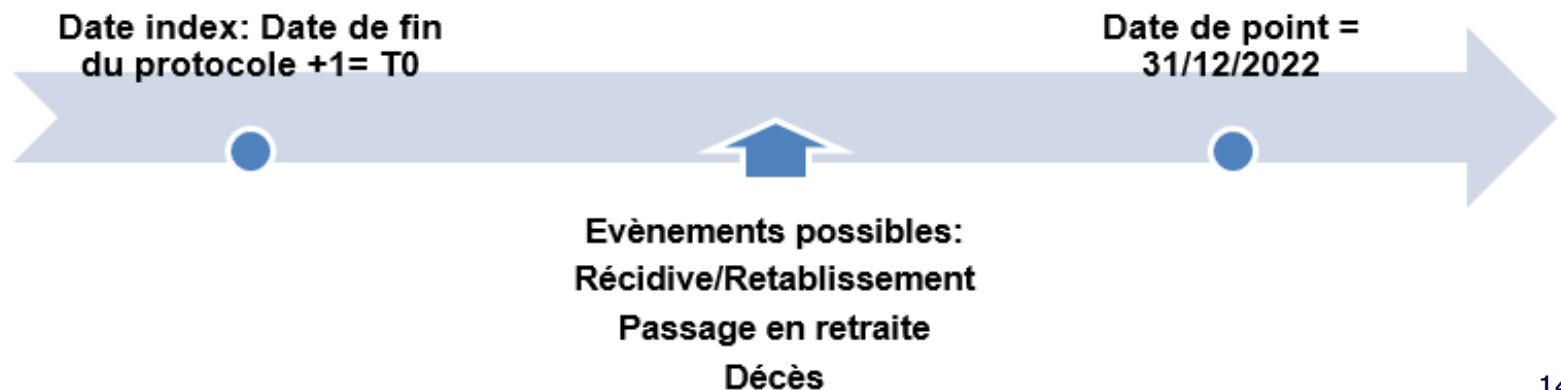 Date index: Date de fin
du protocole +1= T0
Date de point =
31/12/2022
Evènements possibles:
Récidive/Retablissement
Passage en retraite
Décès